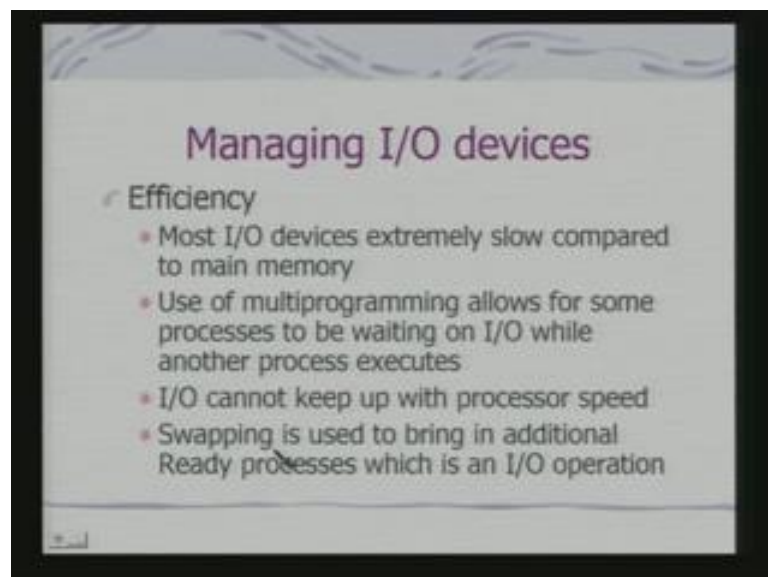 Managing I/O devices
Efficiency
Most I/O devices extremely slow compared
to main memory
Use of multiprogramming allows for some
processes to be waiting on I/O while
another process executes
I/O cannot keep up with processor speed
Swapping is used to bring in additional
Ready processes which is an I/O operation